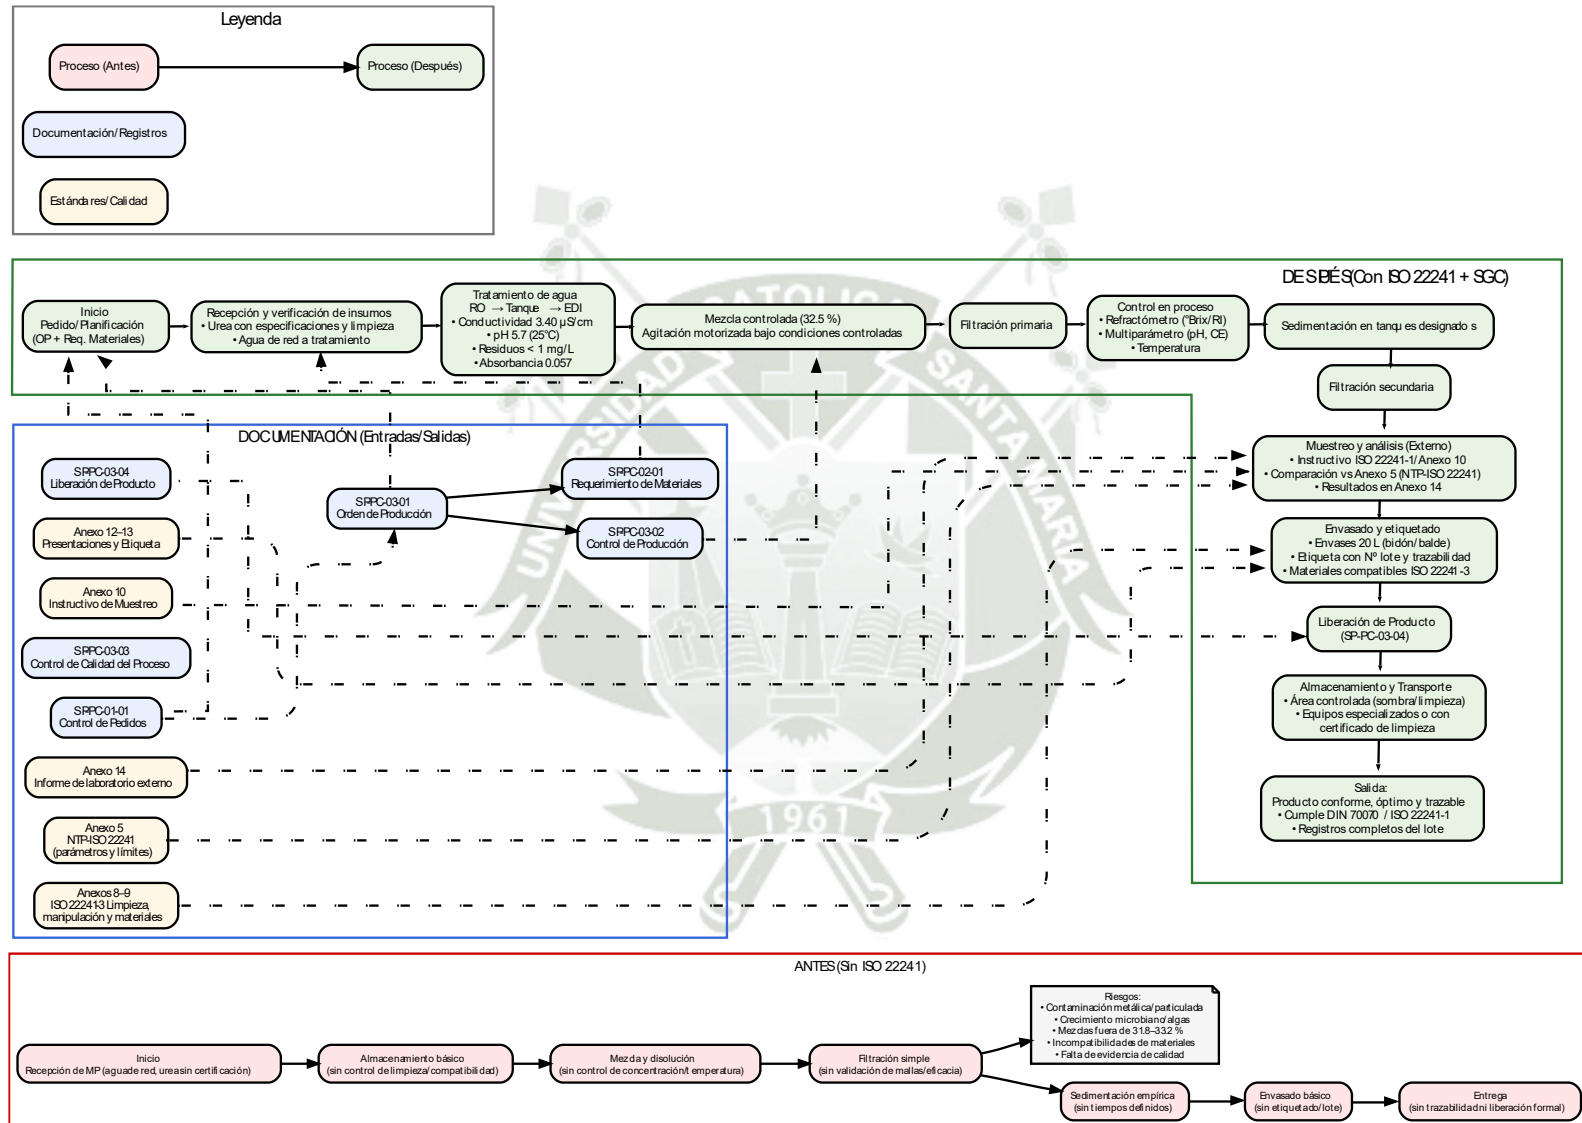 Leyenda
Proceso (Antes)
Proceso (Después)
Documentación/Registros
Estándares/Calidad
DESPUÉS(Con ISO 22241 + SGC)
Inicio
Pedido/Planificación
(OP + Req. Materiales)
Recepción y verificación de insumos
• Urea con especificaciones y limpieza
• Agua de red a tratamiento
Tratamiento de agua
RO → Tanque → EDI
• Conductividad 3.40 µS/cm
• pH 5.7 (25°C)
• Residuos < 1 mg/L
• Absorbancia 0.057
Mezcla controlada (32.5 %)
Agitación motorizada bajo condiciones controladas
Filtración primaria
Control en proceso
• Refractómetro (°Brix/RI)
• Multiparámetro (pH, CE)
• Temperatura
Sedimentación en tanques designados
Filtración secundaria
Muestreo y análisis (Externo)
• Instructivo ISO 22241-1/Anexo 10
• Comparación vs Anexo 5 (NTP-ISO 22241)
• Resultados en Anexo 14
Envasado y etiquetado
• Envases 20 L (bidón/balde)
• Etiqueta con Nº lote y trazabilidad
• Materiales compatibles ISO 22241-3
Liberación de Producto
(SP-PC-03-04)
Almacenamiento y Transporte
• Área controlada (sombra/limpieza)
• Equipos especializados o con
certificado de limpieza
Salida:
Producto conforme, óptimo y trazable
• Cumple DIN 70070 / ISO 22241-1
• Registros completos del lote
DOCUMENTACIÓN (Entradas/Salidas)
SP-PC-03-04
Liberación de Producto
Anexo 12–13
Presentaciones y Etiqueta
Anexo 10
Instructivo de Muestreo
SP-PC-03-03
Control de Calidad del Proceso
SP-PC-01-01
Control de Pedidos
Anexo 14
Informe de laboratorio externo
Anexo 5
NTP-ISO 22241
(parámetros y límites)
Anexos 8–9
ISO 22241-3 Limpieza,
manipulación y materiales
SP-PC-03-01
Orden de Producción
SP-PC-02-01
Requerimiento de Materiales
SP-PC-03-02
Control de Producción
UNIVERSIDAD CATOLICA SANTA MARIA
1961
ANTES (Sin ISO 22241)
Inicio
Recepción de MP (agua de red, urea sin certificación)
Almacenamiento básico
(sin control de limpieza/compatibilidad)
Mezcla y disolución
(sin control de concentración/temperatura)
Filtración simple
(sin validación de mallas/eficacia)
Riesgos:
• Contaminación metálica/particulada
• Crecimiento microbiano/algas
• Mezclas fuera de 31.8–33.2 %
• Incompatibilidades de materiales
• Falta de evidencia de calidad
Sedimentación empírica
(sin tiempos definidos)
Envasado básico
(sin etiquetado/lote)
Entrega
(sin trazabilidad ni liberación formal)